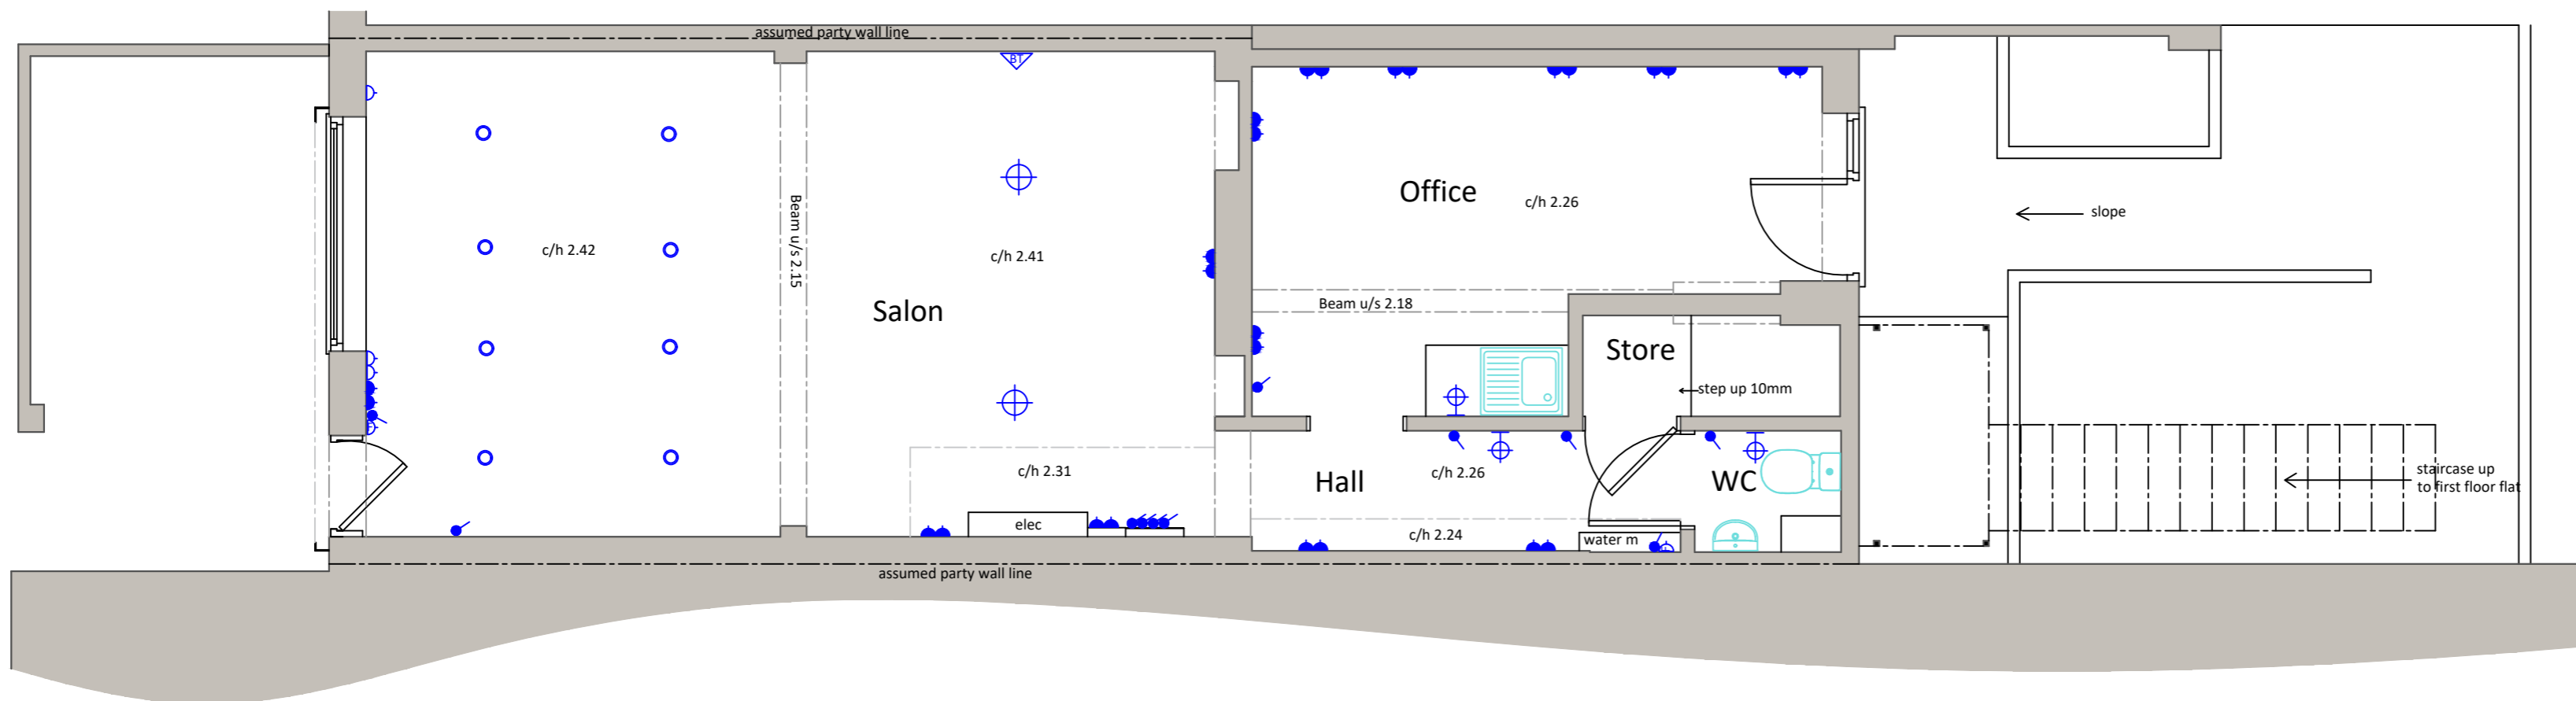 assumed party wall line
BT
Beam u/s 2.15
Office
c/h 2.26
slope
c/h 2.42
c/h 2.41
Salon
Beam u/s 2.18
Store
step up 10mm
c/h 2.31
Hall
c/h 2.26
WC
staircase up
to first floor flat
elec
c/h 2.24
water m
assumed party wall line